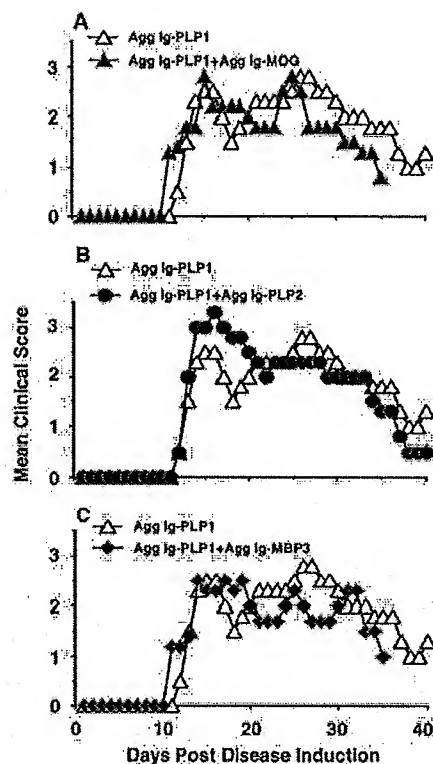 A
Agg Ig-PLP1
Agg Ig-PLP1+Agg Ig-MOG
3
2
1
0
B
Agg Ig-PLP1
Agg Ig-PLP1+Agg Ig-PLP2
3
2
1
0
C
Agg Ig-PLP1
Agg Ig-PLP1+Agg Ig-MBP3
3
2
1
0
Mean Clinical Score
0 10 20 30 40
Days Post Disease Induction